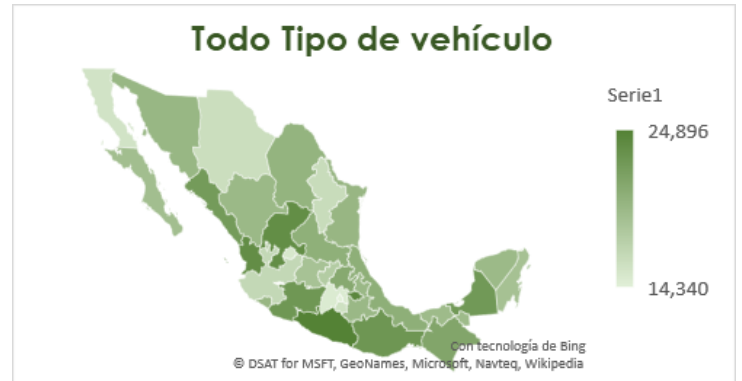 Todo Tipo de vehículo
Serie1
24,896
14,340
Con tecnología de Bing
© DSAT for MSFT, GeoNames, Microsoft, Navteq, Wikipedia